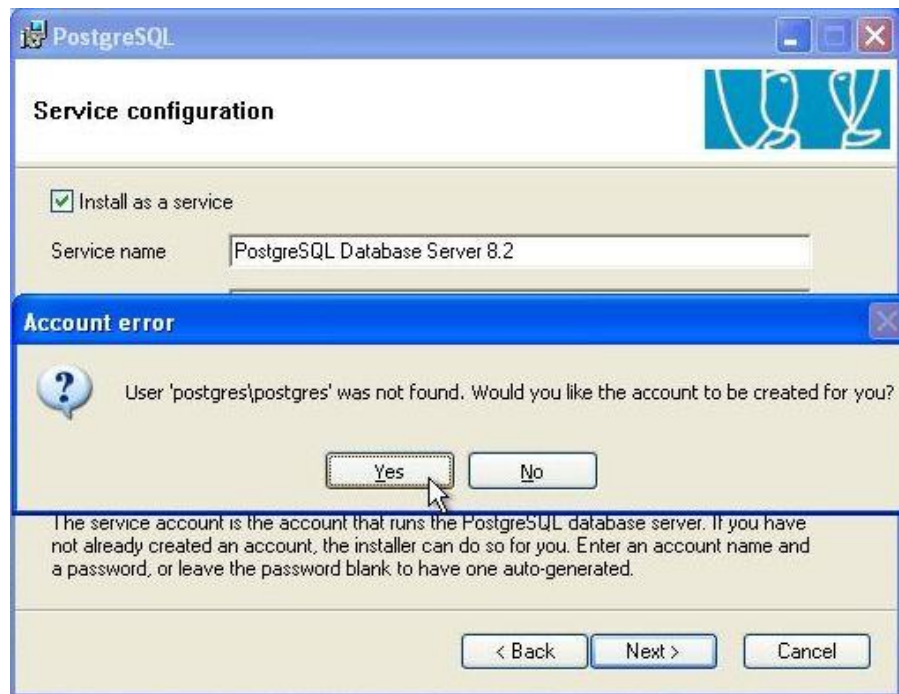 PostgreSQL
Service configuration
Install as a service
Service name
PostgreSQL Database Server 8.2
Account error
User 'postgres\postgres' was not found. Would you like the account to be created for you?
Yes
No
The service account is the account that runs the PostgreSQL database server. If you have
not already created an account, the installer can do so for you. Enter an account name and
a password, or leave the password blank to have one auto-generated.
< Back
Next >
Cancel